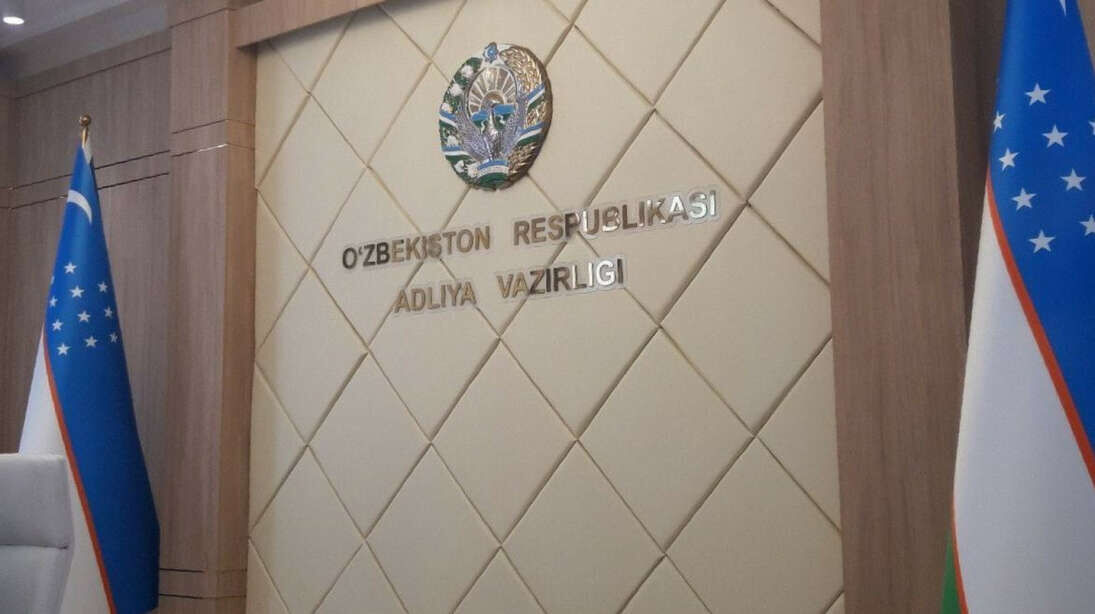 O‘ZBEKISTON RESPUBLIKASI
ADLIYA VAZIRLIGI